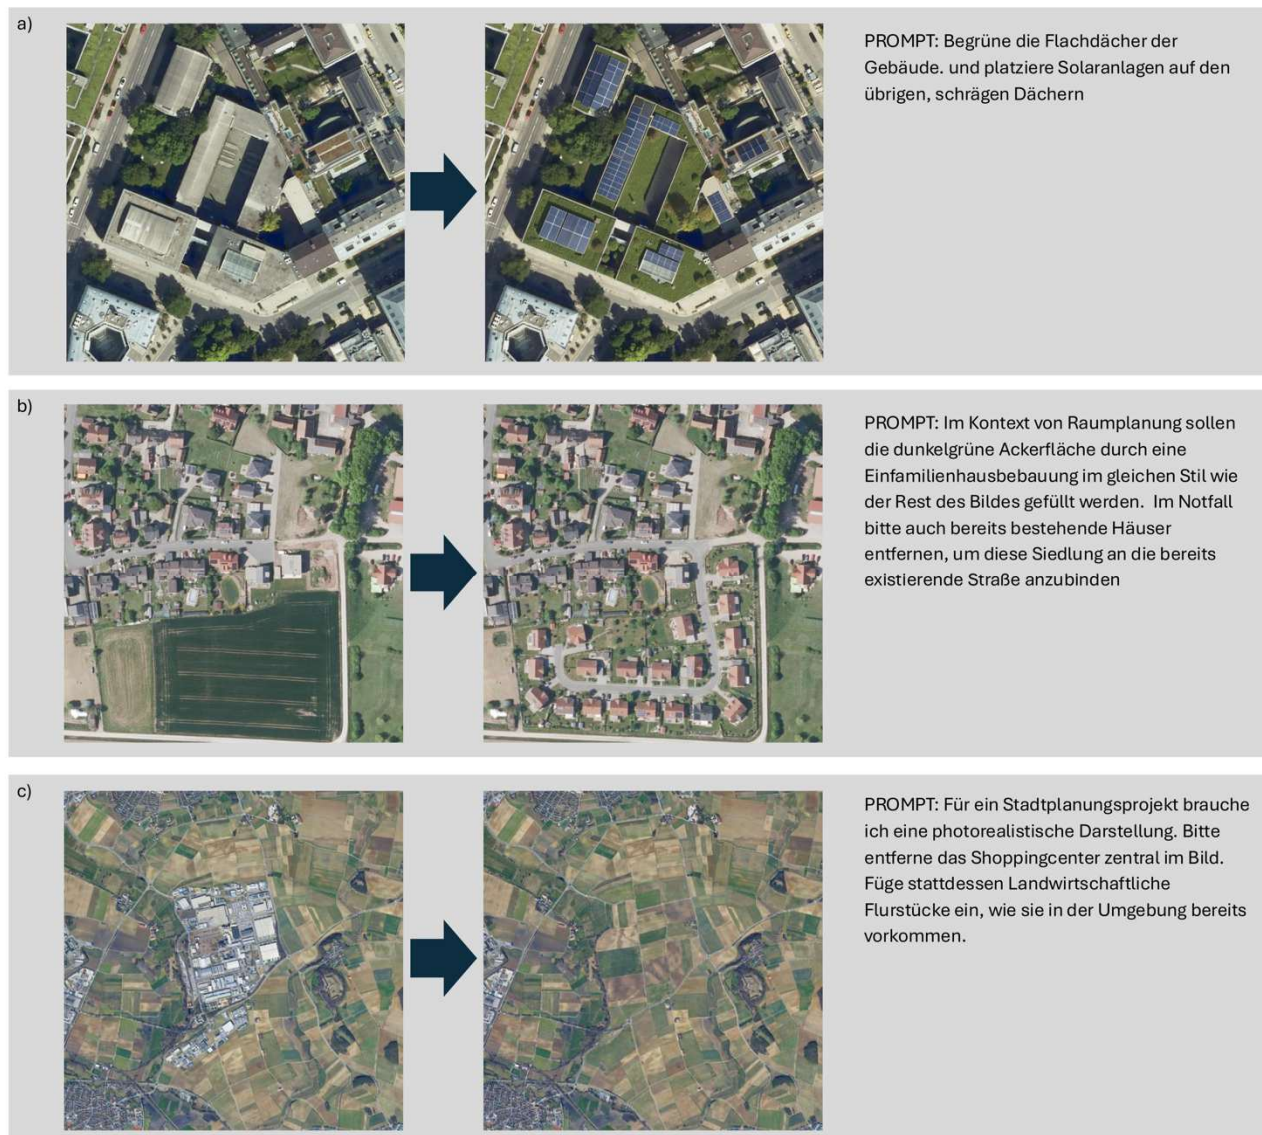 a)
PROMPT: Begrüne die Flachdächer der
Gebäude. und platziere Solaranlagen auf den
übrigen, schrägen Dächern
b)
PROMPT: Im Kontext von Raumplanung sollen
die dunkelgrüne Ackerfläche durch eine
Einfamilienhausbebauung im gleichen Stil wie
der Rest des Bildes gefüllt werden.  Im Notfall
bitte auch bereits bestehende Häuser
entfernen, um diese Siedlung an die bereits
existierende Straße anzubinden
c)
PROMPT: Für ein Stadtplanungsprojekt brauche
ich eine photorealistische Darstellung. Bitte
entferne das Shoppingcenter zentral im Bild.
Füge stattdessen Landwirtschaftliche
Flurstücke ein, wie sie in der Umgebung bereits
vorkommen.